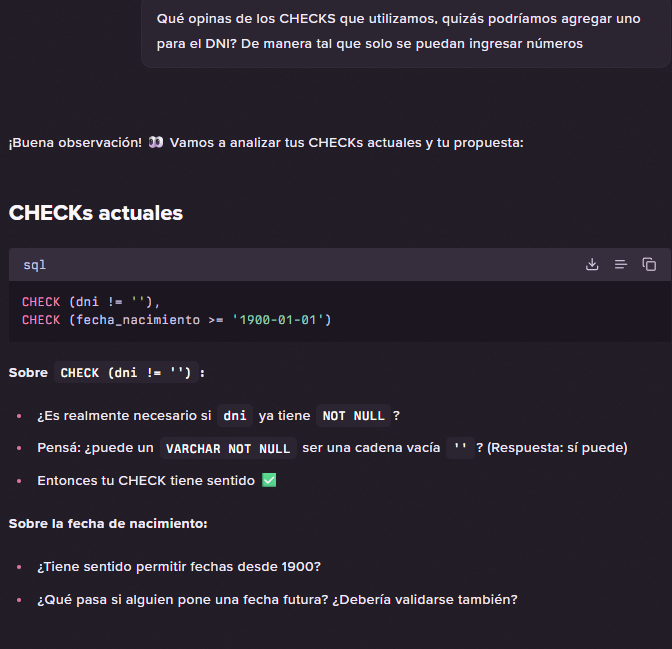 Qué opinas de los CHECKS que utilizamos, quizás podríamos agregar uno
para el DNI? De manera tal que solo se puedan ingresar números
¡Buena observación! 👀 Vamos a analizar tus CHECKs actuales y tu propuesta:
CHECKs actuales
sql
CHECK (dni != ''),
CHECK (fecha_nacimiento >= '1900-01-01')
Sobre CHECK (dni != '') :
• ¿Es realmente necesario si dni ya tiene NOT NULL ?
• Pensá: ¿puede un VARCHAR NOT NULL ser una cadena vacía '' ? (Respuesta: sí puede)
• Entonces tu CHECK tiene sentido ✅
Sobre la fecha de nacimiento:
• ¿Tiene sentido permitir fechas desde 1900?
• ¿Qué pasa si alguien pone una fecha futura? ¿Debería validarse también?